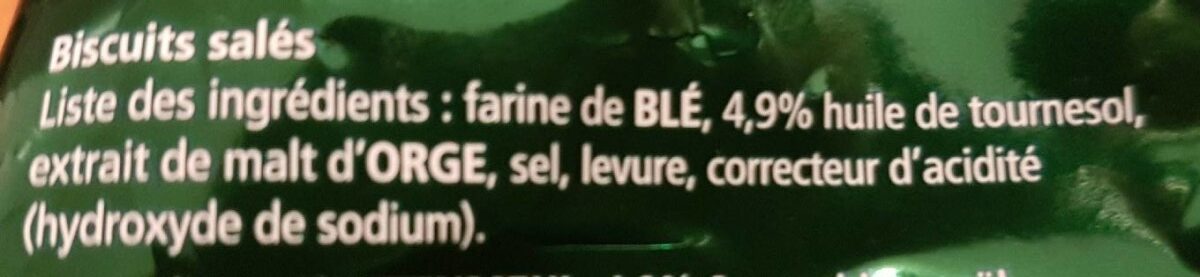 Biscuits salés
Liste des ingrédients : farine de BLÉ, 4,9% huile de tournesol,
extrait de malt d'ORGE, sel, levure, correcteur d'acidité
(hydroxyde de sodium).